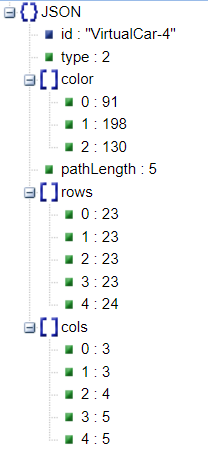 JSON
id : "VirtualCar-4"
type : 2
color
0 : 91
1 : 198
2 : 130
pathLength : 5
rows
0 : 23
1 : 23
2 : 23
3 : 23
4 : 24
cols
0 : 3
1 : 3
2 : 4
3 : 5
4 : 5